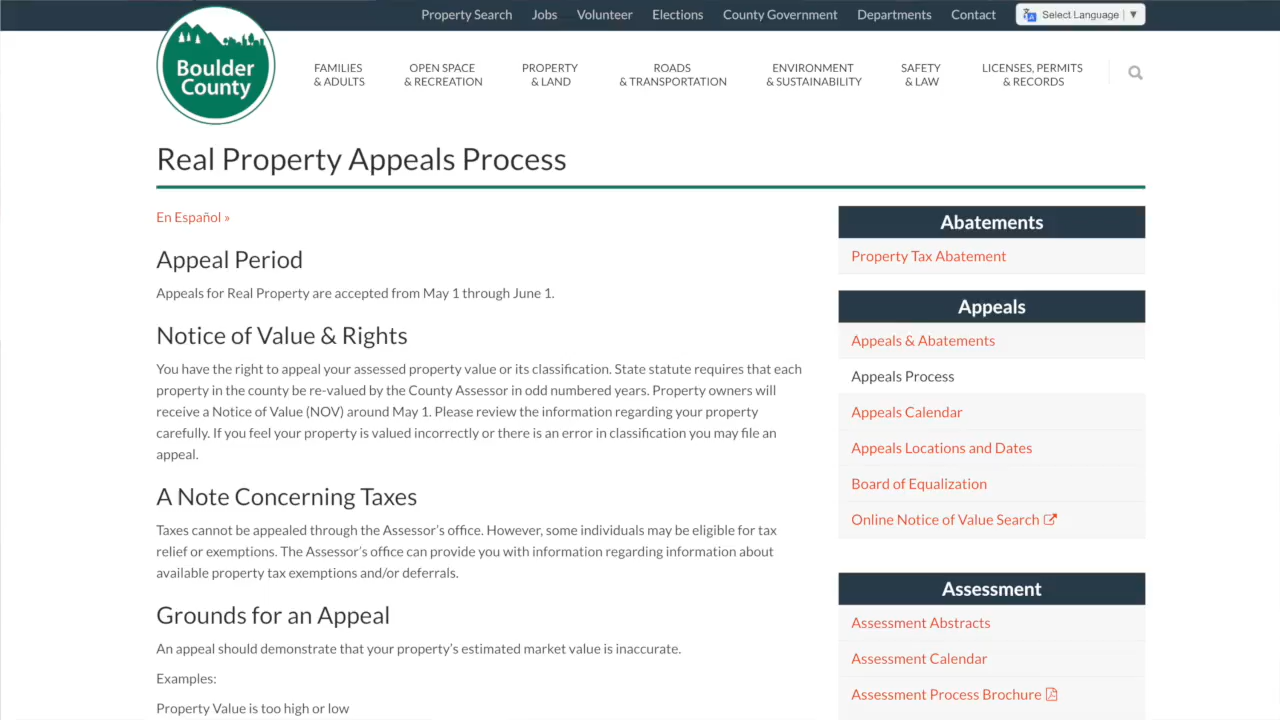 Property Search Jobs Volunteer Elections County Government Departments Contact Select Language ▼
Boulder
County
FAMILIES
& ADULTS
OPEN SPACE
& RECREATION
PROPERTY
& LAND
ROADS
& TRANSPORTATION
ENVIRONMENT
& SUSTAINABILITY
SAFETY
& LAW
LICENSES, PERMITS
& RECORDS
Real Property Appeals Process
En Español »
Appeal Period
Appeals for Real Property are accepted from May 1 through June 1.
Notice of Value & Rights
You have the right to appeal your assessed property value or its classification. State statute requires that each
property in the county be re-valued by the County Assessor in odd numbered years. Property owners will
receive a Notice of Value (NOV) around May 1. Please review the information regarding your property
carefully. If you feel your property is valued incorrectly or there is an error in classification you may file an
appeal.
A Note Concerning Taxes
Taxes cannot be appealed through the Assessor's office. However, some individuals may be eligible for tax
relief or exemptions. The Assessor's office can provide you with information regarding information about
available property tax exemptions and/or deferrals.
Grounds for an Appeal
An appeal should demonstrate that your property's estimated market value is inaccurate.
Examples:
Property Value is too high or low
Abatements
Property Tax Abatement
Appeals
Appeals & Abatements
Appeals Process
Appeals Calendar
Appeals Locations and Dates
Board of Equalization
Online Notice of Value Search
Assessment
Assessment Abstracts
Assessment Calendar
Assessment Process Brochure